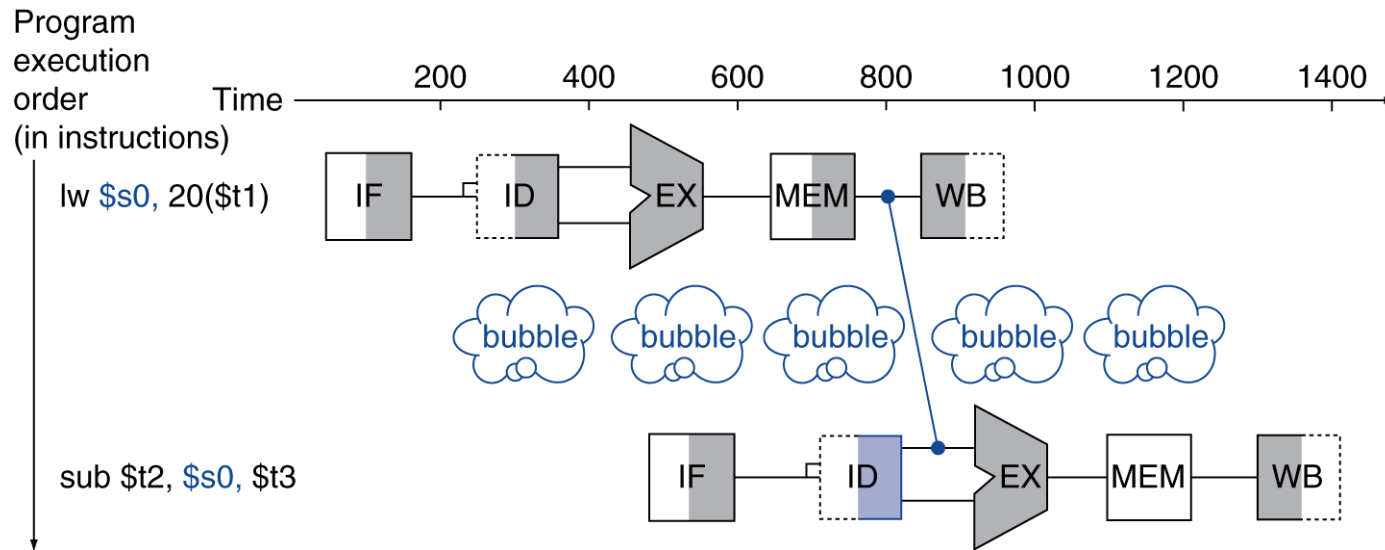 Program
execution
order
(in instructions)
Time
200 400 600 800 1000 1200 1400
lw $s0, 20($t1)
IF ID EX MEM WB
bubble bubble bubble bubble bubble
sub $t2, $s0, $t3
IF ID EX MEM WB